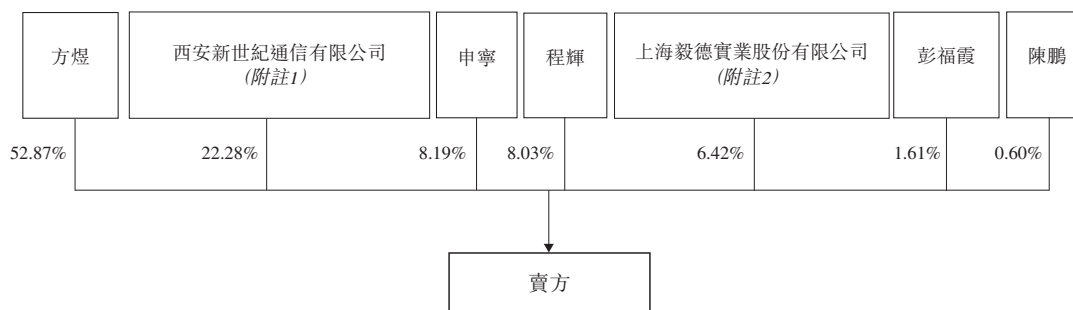 方煜
西安新世紀通信有限公司
(附註1)
申寧
程輝
上海毅德實業股份有限公司
(附註2)
彭福霞
陳鵬
52.87%
22.28%
8.19%
8.03%
6.42%
1.61%
0.60%
賣方